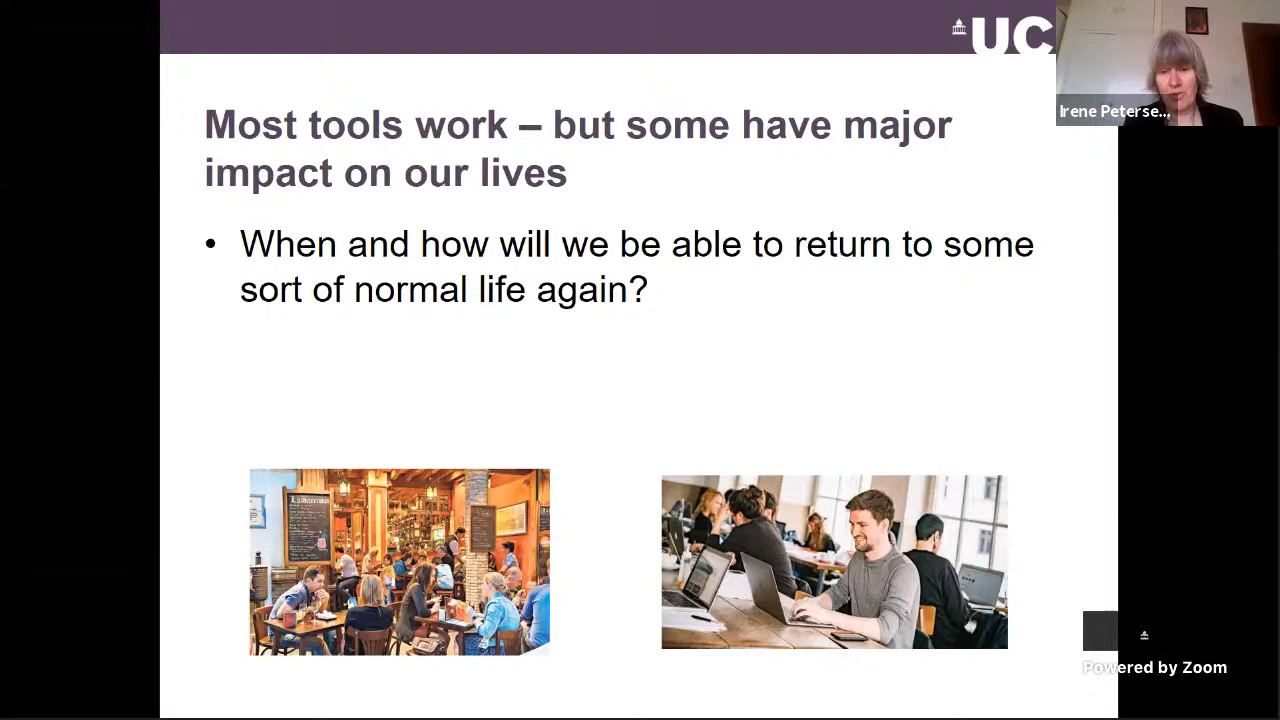 UC
Irene Peterse...
Most tools work – but some have major
impact on our lives
• When and how will we be able to return to some
sort of normal life again?
Powered by Zoom